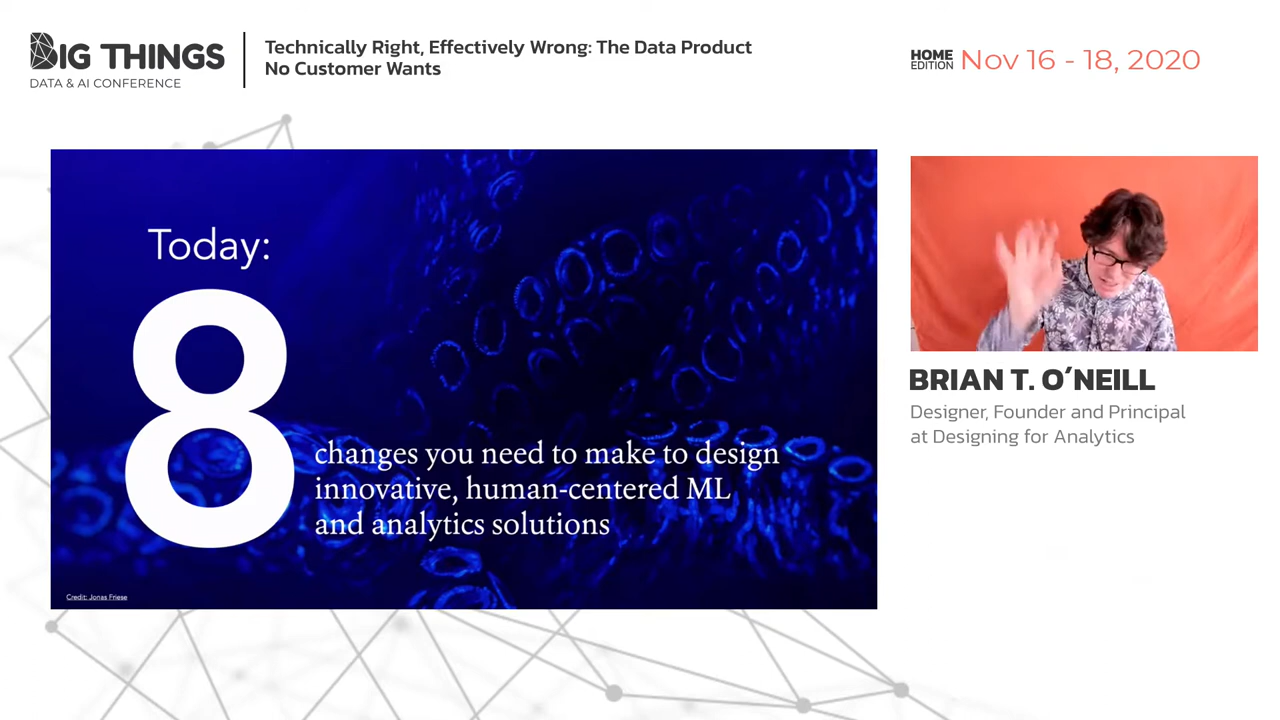 BIG THINGS
DATA & AI CONFERENCE
Technically Right, Effectively Wrong: The Data Product
No Customer Wants
HOME
EDITION
Nov 16 - 18, 2020
Today:
8
changes you need to make to design
innovative, human-centered ML
and analytics solutions
Credit: Jonas Friese
BRIAN T. O´NEILL
Designer, Founder and Principal
at Designing for Analytics